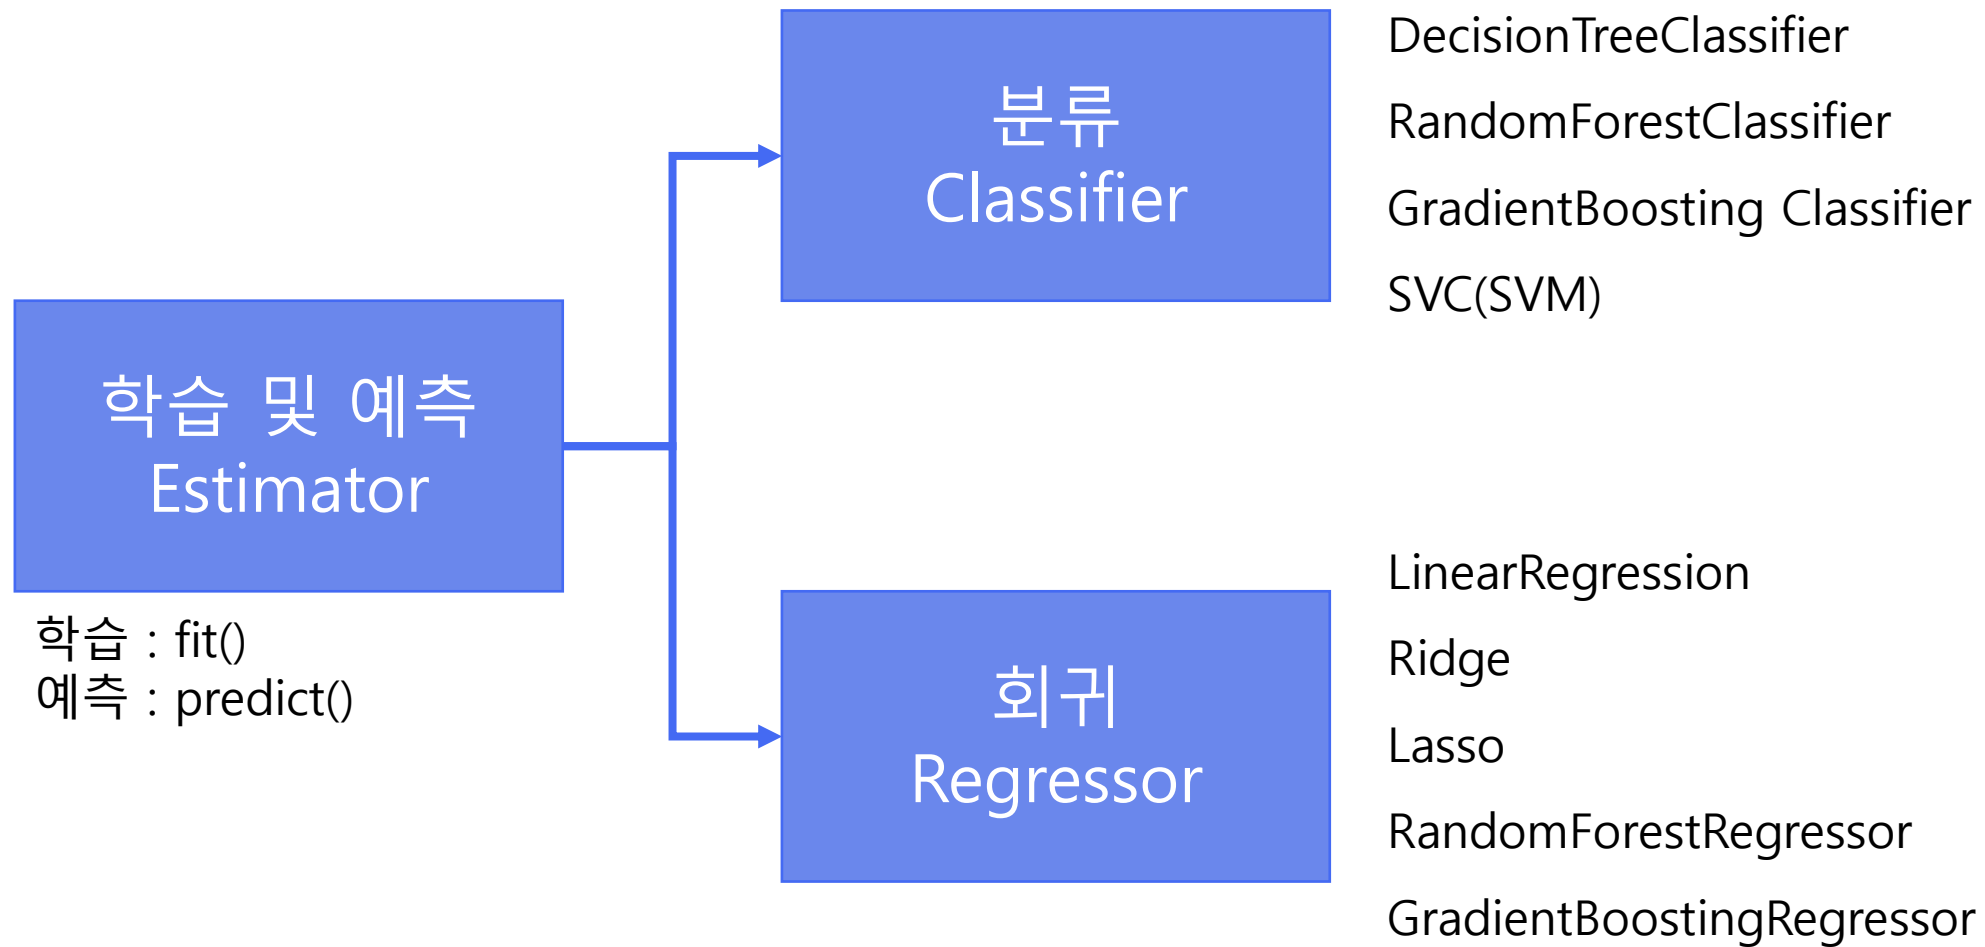 학습 및 예측
Estimator
학습 : fit()
예측 : predict()
분류
Classifier
DecisionTreeClassifier
RandomForestClassifier
GradientBoosting Classifier
SVC(SVM)
회귀
Regressor
LinearRegression
Ridge
Lasso
RandomForestRegressor
GradientBoostingRegressor